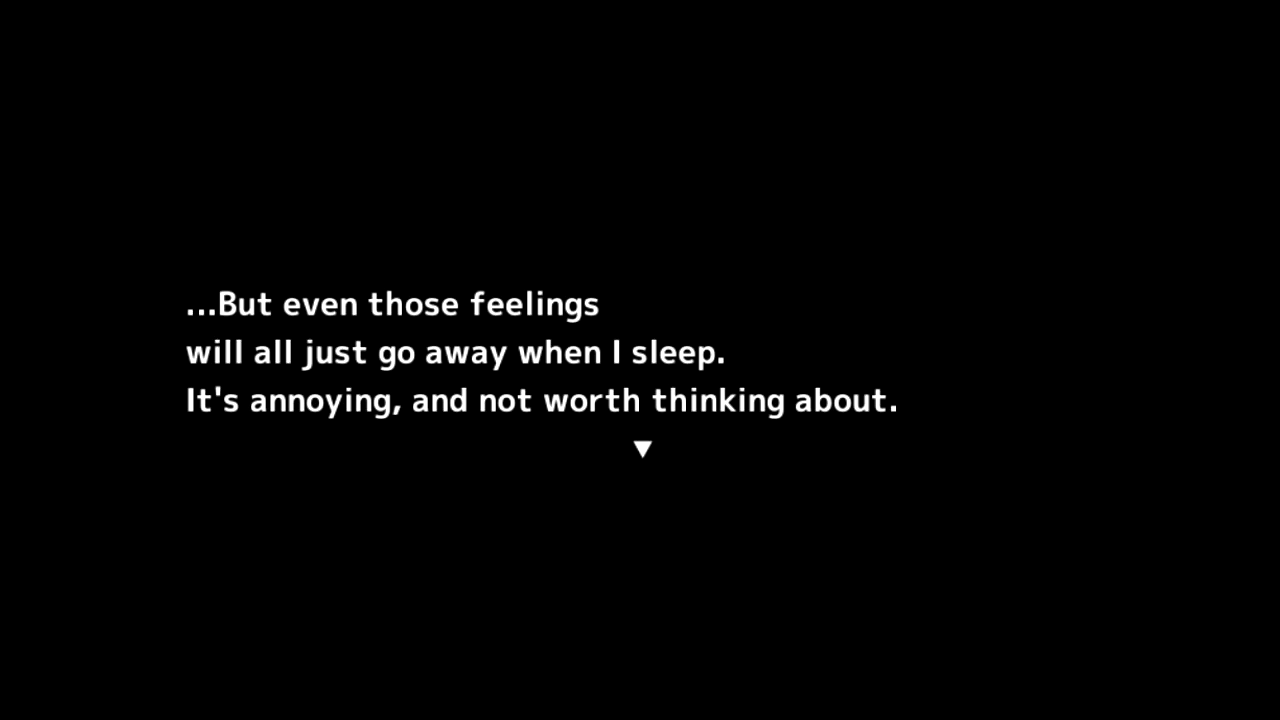 ...But even those feelings
will all just go away when I sleep.
It's annoying, and not worth thinking about.